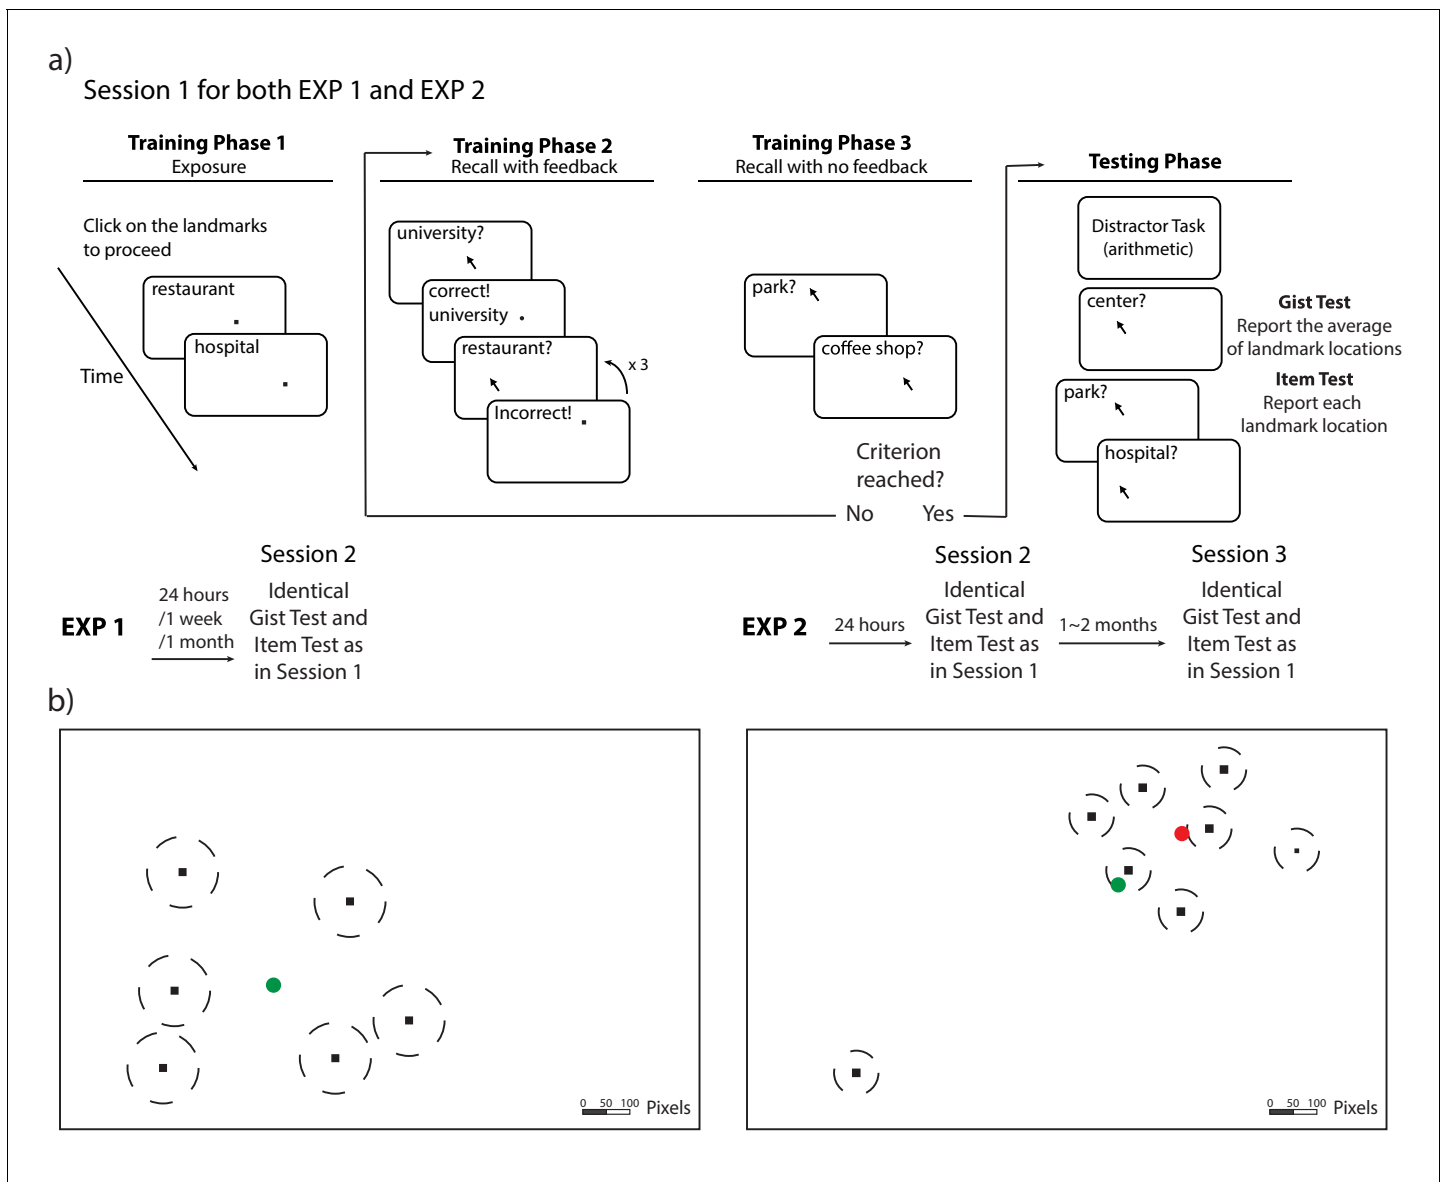 a)
Session 1 for both EXP 1 and EXP 2
Training Phase 1
Exposure
Click on the landmarks
to proceed
restaurant
hospital
Time
Training Phase 2
Recall with feedback
university?
correct!
university
restaurant?
x 3
Incorrect!
Training Phase 3
Recall with no feedback
park?
coffee shop?
Criterion
reached?
No
Yes
Testing Phase
Distractor Task
(arithmetic)
center?
Gist Test
Report the average
of landmark locations
Item Test
Report each
landmark location
park?
hospital?
EXP 1
24 hours
/1 week
/1 month
Session 2
Identical
Gist Test and
Item Test as
in Session 1
EXP 2
24 hours
Session 2
Identical
Gist Test and
Item Test as
in Session 1
1~2 months
Session 3
Identical
Gist Test and
Item Test as
in Session 1
b)
0 50 100
Pixels
0 50 100
Pixels